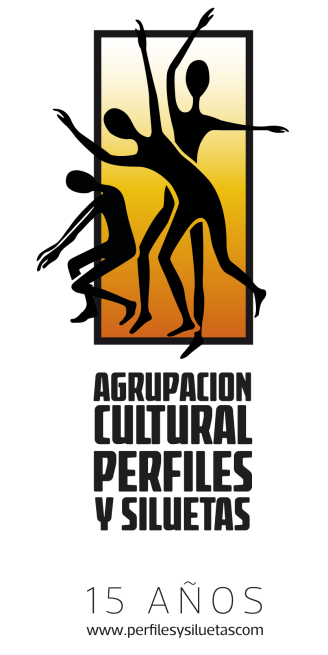 AGRUPACION
CULTURAL
PERFILES
Y SILUETAS
15 AÑOS
www.perfilesysiluetascom